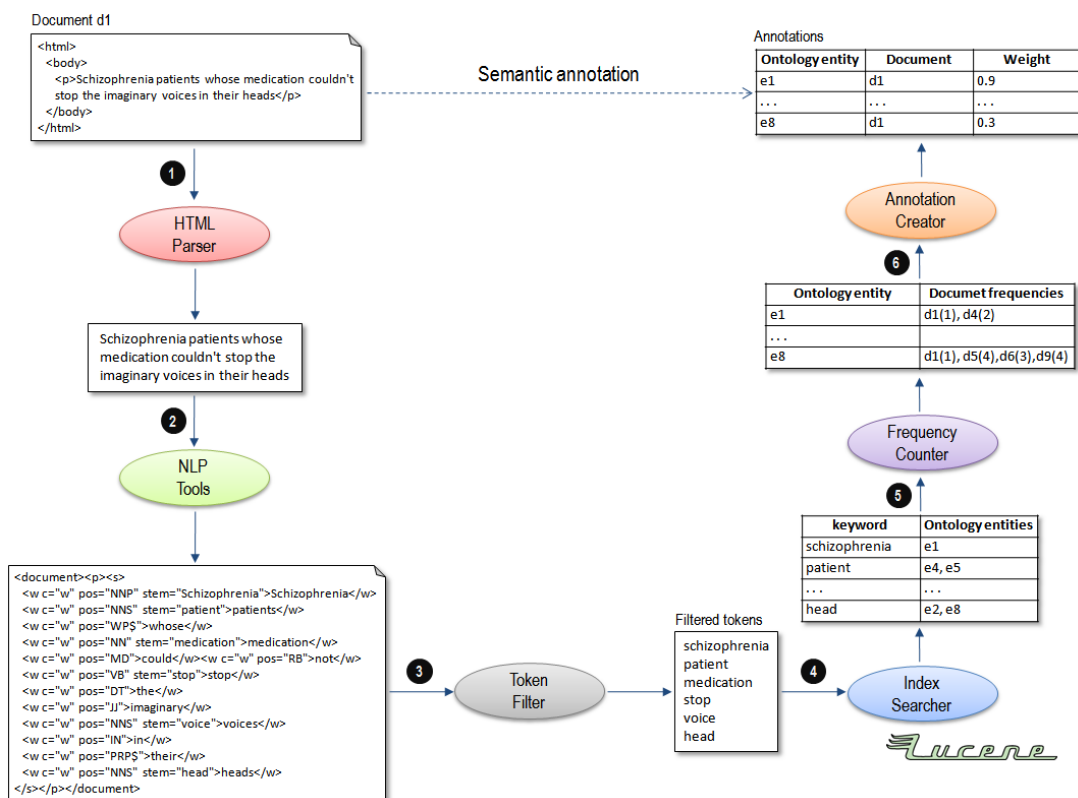 Document d1
<html>
<body>
<p>Schizophrenia patients whose medication couldn't
stop the imaginary voices in their heads</p>
</body>
</html>
Semantic annotation
Annotations
Ontology entity Document Weight
e1 d1 0.9
... ... ...
e8 d1 0.3
1
HTML
Parser
Schizophrenia patients whose
medication couldn't stop the
imaginary voices in their heads
2
NLP
Tools
<document><p><s>
<w c="w" pos="NNP" stem="Schizophrenia">Schizophrenia</w>
<w c="w" pos="NNS" stem="patient">patients</w>
<w c="w" pos="WP$">whose</w>
<w c="w" pos="NN" stem="medication">medication</w>
<w c="w" pos="MD">could</w><w c="w" pos="RB">not</w>
<w c="w" pos="VB" stem="stop">stop</w>
<w c="w" pos="DT">the</w>
<w c="w" pos="JJ">imaginary</w>
<w c="w" pos="NNS" stem="voice">voices</w>
<w c="w" pos="IN">in</w>
<w c="w" pos="PRP$">their</w>
<w c="w" pos="NNS" stem="head">heads</w>
</s></p></document>
3
Token
Filter
Filtered tokens
schizophrenia
patient
medication
stop
voice
head
4
Index
Searcher
Lucene
keyword Ontology entities
schizophrenia e1
patient e4, e5
... ...
head e2, e8
5
Frequency
Counter
Ontology entity Documet frequencies
e1 d1(1), d4(2)
...
e8 d1(1), d5(4),d6(3),d9(4)
6
Annotation
Creator